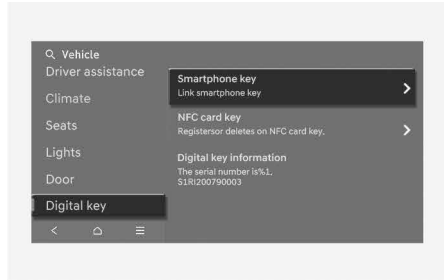 Vehicle
Driver assistance
Climate
Seats
Lights
Door
Digital key
Smartphone key
Link smartphone key
NFC card key
Registersor deletes on NFC card key.
Digital key information
The serial number is%1,
S1RI200790003